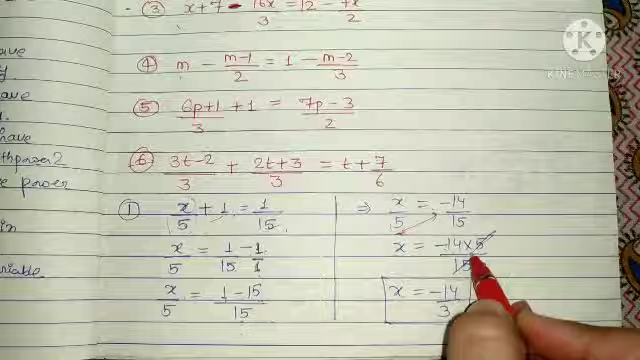 ③ x+7 - 16x/3 = 12 - 7x/2
④ m - m-1/2 = 1 - m-2/3
⑤ 6p+1/3 + 1 = 7p-3/2
⑥ 3t-2/3 + 2t+3/3 = t + 7/6
① x/5 + 1 = 1/15
x/5 = 1/15 - 1/1
x/5 = 1-15/15
⇒ x/5 = -14/15
x = -14×5/15
x = -14/3
have
y.
have
have
power
in
KINEMASTER